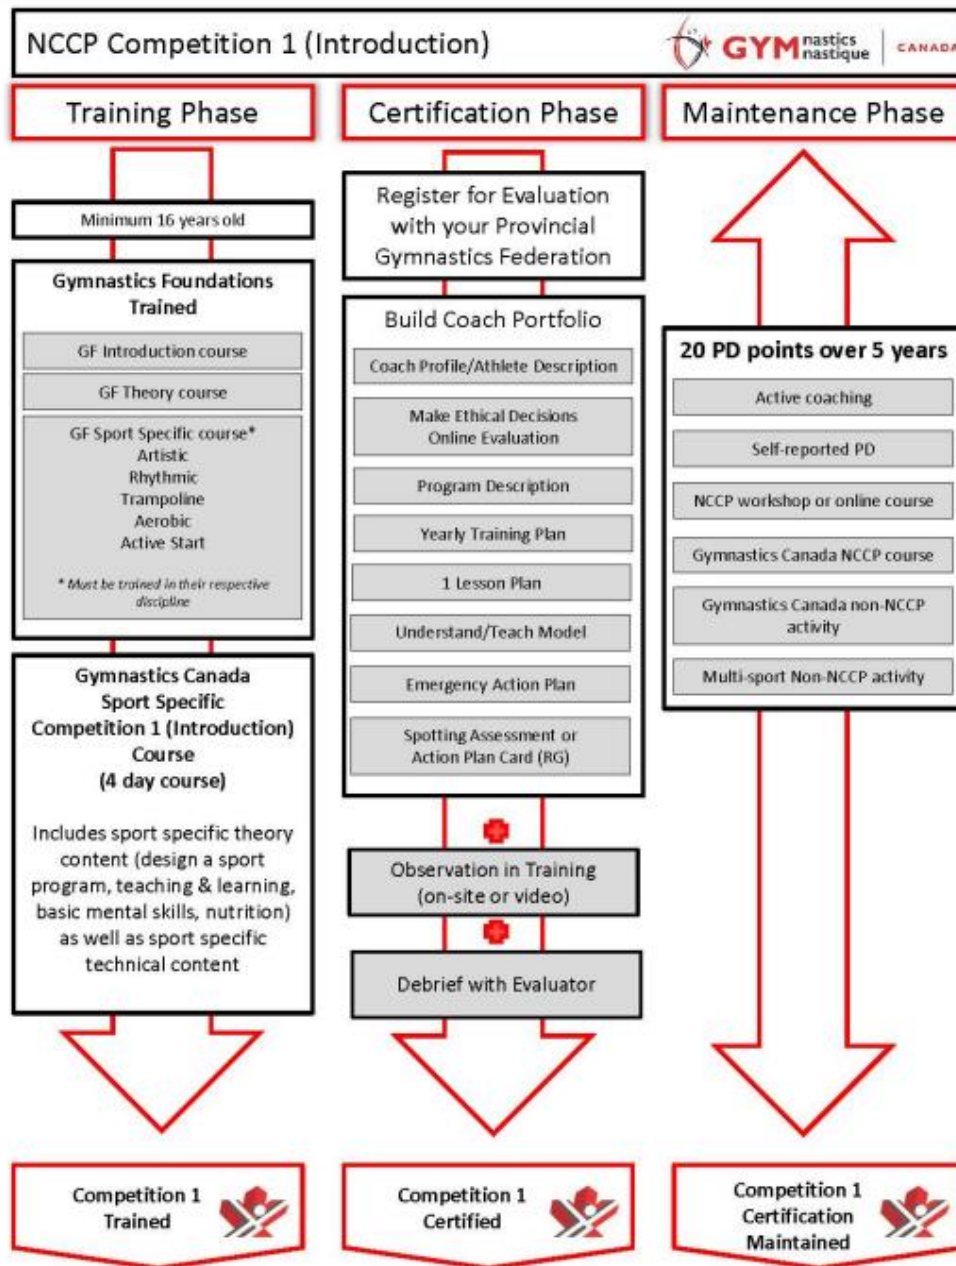 NCCP Competition 1 (Introduction)
GYMnastics
nastique
CANADA
Training Phase
Minimum 16 years old
Gymnastics Foundations
Trained
GF Introduction course
GF Theory course
GF Sport Specific course*
Artistic
Rhythmic
Trampoline
Aerobic
Active Start
* Must be trained in their respective
discipline
Gymnastics Canada
Sport Specific
Competition 1 (Introduction)
Course
(4 day course)
Includes sport specific theory
content (design a sport
program, teaching & learning,
basic mental skills, nutrition)
as well as sport specific
technical content
Competition 1
Trained
Certification Phase
Register for Evaluation
with your Provincial
Gymnastics Federation
Build Coach Portfolio
Coach Profile/Athlete Description
Make Ethical Decisions
Online Evaluation
Program Description
Yearly Training Plan
1 Lesson Plan
Understand/Teach Model
Emergency Action Plan
Spotting Assessment or
Action Plan Card (RG)
Observation in Training
(on-site or video)
Debrief with Evaluator
Competition 1
Certified
Maintenance Phase
20 PD points over 5 years
Active coaching
Self-reported PD
NCCP workshop or online course
Gymnastics Canada NCCP course
Gymnastics Canada non-NCCP
activity
Multi-sport Non-NCCP activity
Competition 1
Certification
Maintained